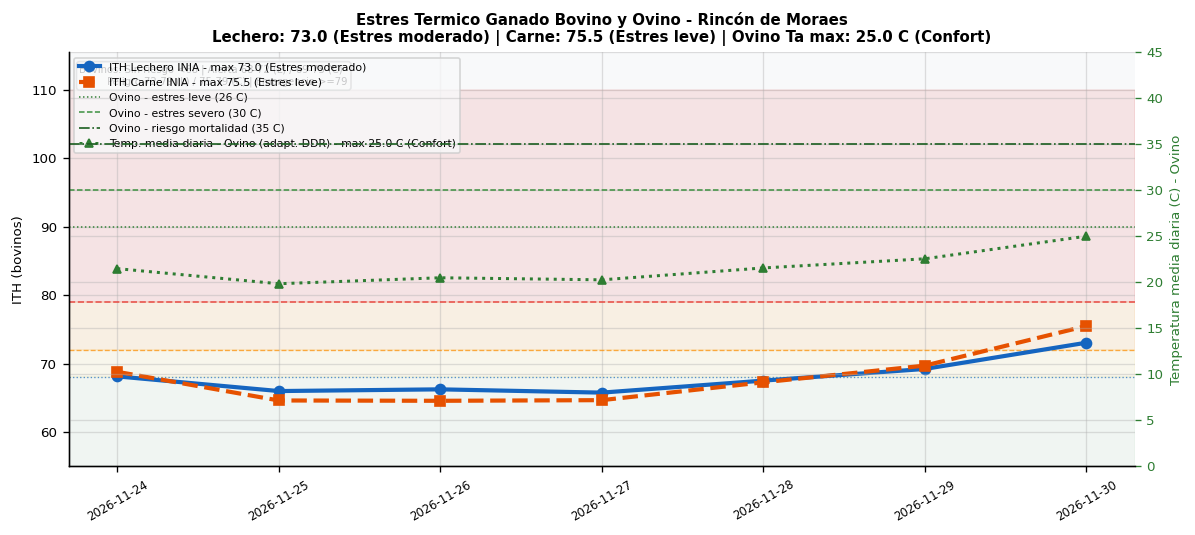 Estres Termico Ganado Bovino y Ovino - Rincón de Moraes
Lechero: 73.0 (Estres moderado) | Carne: 75.5 (Estres leve) | Ovino Ta max: 25.0 C (Confort)
ITH Lechero INIA - max 73.0 (Estres moderado)
ITH Carne INIA - max 75.5 (Estres leve)
Ovino - estres leve (26 C)
Ovino - estres severo (30 C)
Ovino - riesgo mortalidad (35 C)
Temp. media diaria - Ovino (adapt. DDR) - max 25.0 C (Confort)
ITH (bovinos)
110
100
90
80
70
60
45
40
35
30
25
20
15
10
5
0
Temperatura media diaria (C) - Ovino
2026-11-24
2026-11-25
2026-11-26
2026-11-27
2026-11-28
2026-11-29
2026-11-30